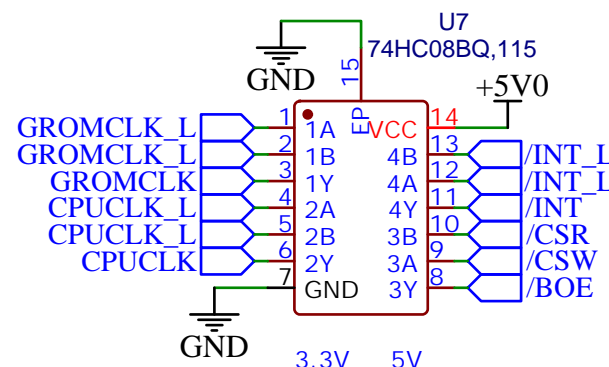 U7
74HC08BQ,115
GND
15
EP
+5V0
GROMCLK_L 1 1A VCC 14
GROMCLK_L 2 1B 4B 13 /INT_L
GROMCLK 3 1Y 4A 12 /INT_L
CPUCLK_L 4 2A 4Y 11 /INT
CPUCLK_L 5 2B 3B 10 /CSR
CPUCLK 6 2Y 3A 9 /CSW
7 GND 3Y 8 /BOE
GND
3.3V 5V